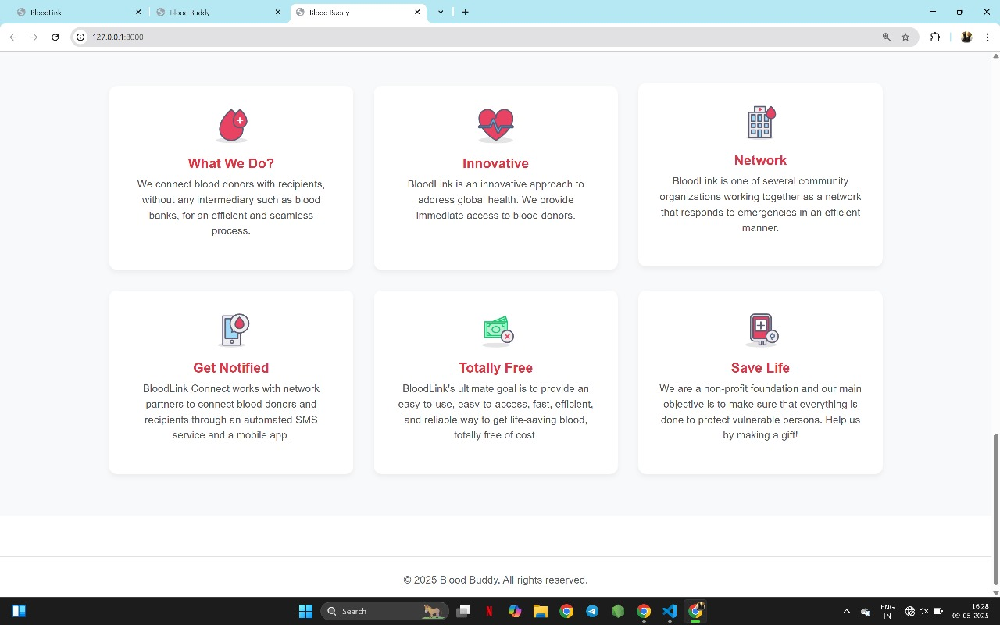 BloodLink
Blood Buddy
Blood Buddy
127.0.0.1:8000
What We Do?
We connect blood donors with recipients,
without any intermediary such as blood
banks, for an efficient and seamless
process.
Innovative
BloodLink is an innovative approach to
address global health. We provide
immediate access to blood donors.
Network
BloodLink is one of several community
organizations working together as a network
that responds to emergencies in an efficient
manner.
Get Notified
BloodLink Connect works with network
partners to connect blood donors and
recipients through an automated SMS
service and a mobile app.
Totally Free
BloodLink's ultimate goal is to provide an
easy-to-use, easy-to-access, fast, efficient,
and reliable way to get life-saving blood,
totally free of cost.
Save Life
We are a non-profit foundation and our main
objective is to make sure that everything is
done to protect vulnerable persons. Help us
by making a gift!
© 2025 Blood Buddy. All rights reserved.
Search
ENG
IN
16:28
09-05-2025